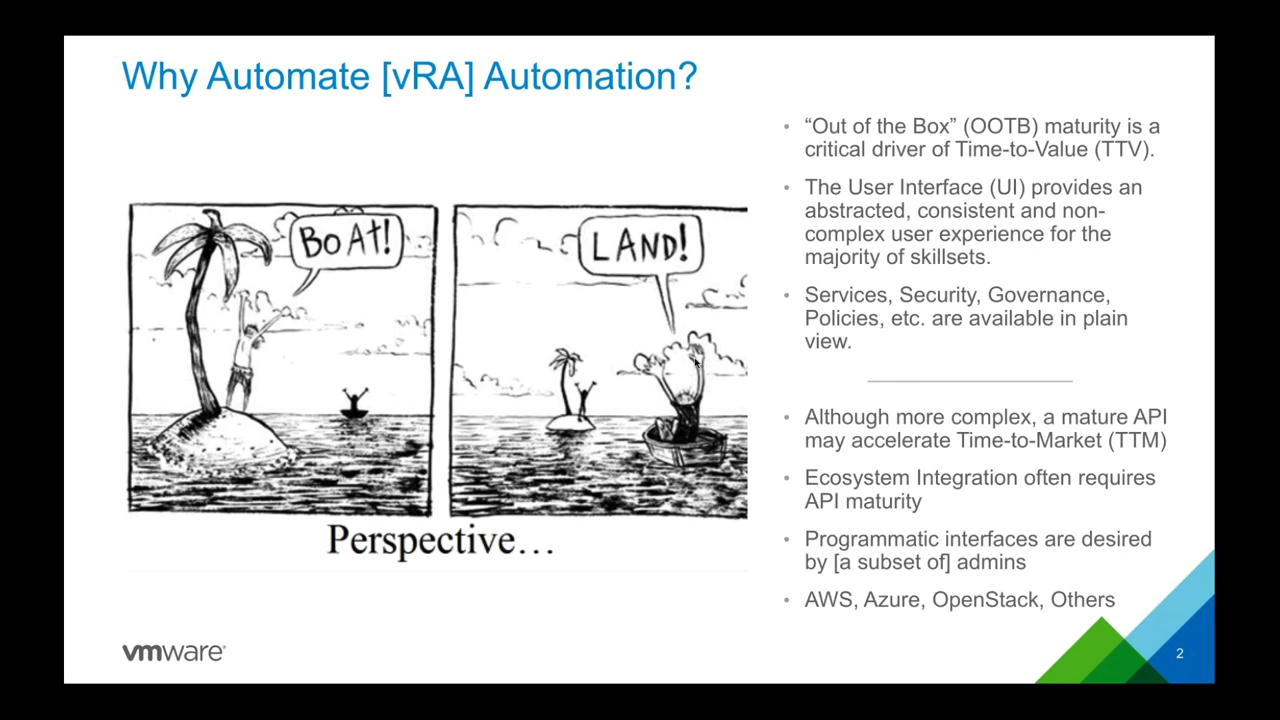 Why Automate [vRA] Automation?
BOAt!
LAND!
Perspective…
“Out of the Box” (OOTB) maturity is a
critical driver of Time-to-Value (TTV).
The User Interface (UI) provides an
abstracted, consistent and non-
complex user experience for the
majority of skillsets.
Services, Security, Governance,
Policies, etc. are available in plain
view.
Although more complex, a mature API
may accelerate Time-to-Market (TTM)
Ecosystem Integration often requires
API maturity
Programmatic interfaces are desired
by [a subset of] admins
AWS, Azure, OpenStack, Others
vmware®
2